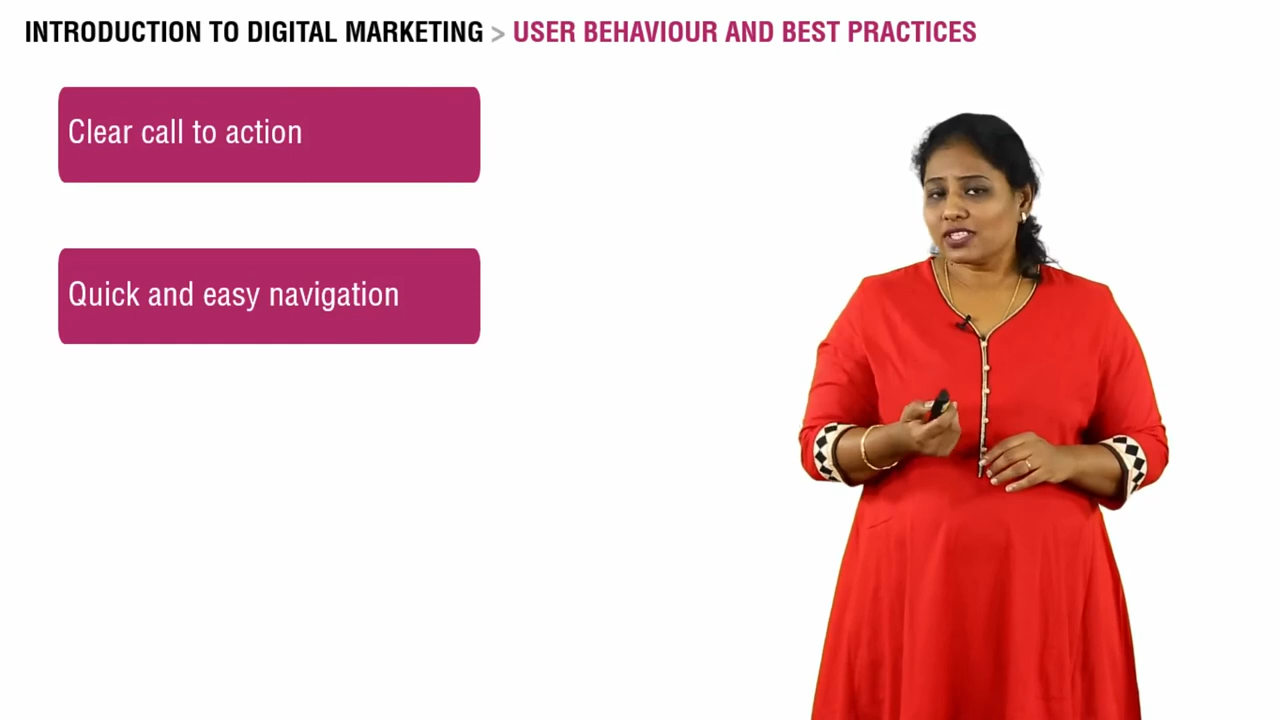 INTRODUCTION TO DIGITAL MARKETING > USER BEHAVIOUR AND BEST PRACTICES
Clear call to action
Quick and easy navigation